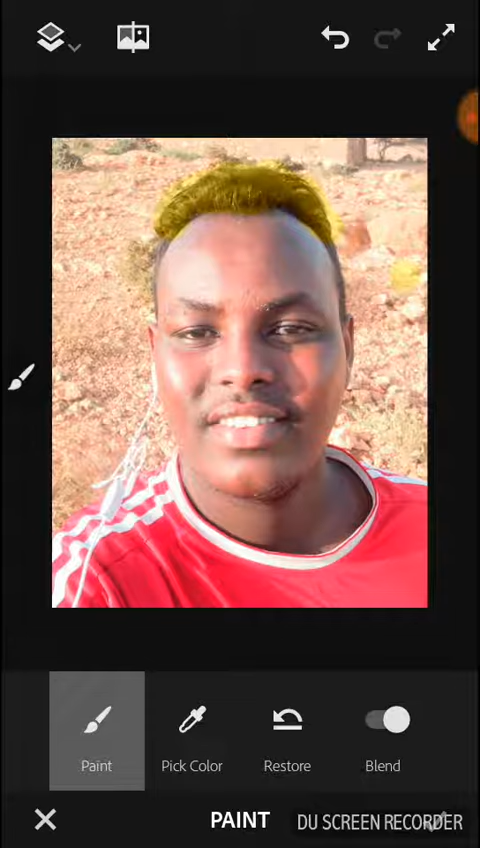 Paint
Pick Color
Restore
Blend
PAINT
DU SCREEN RECORDER